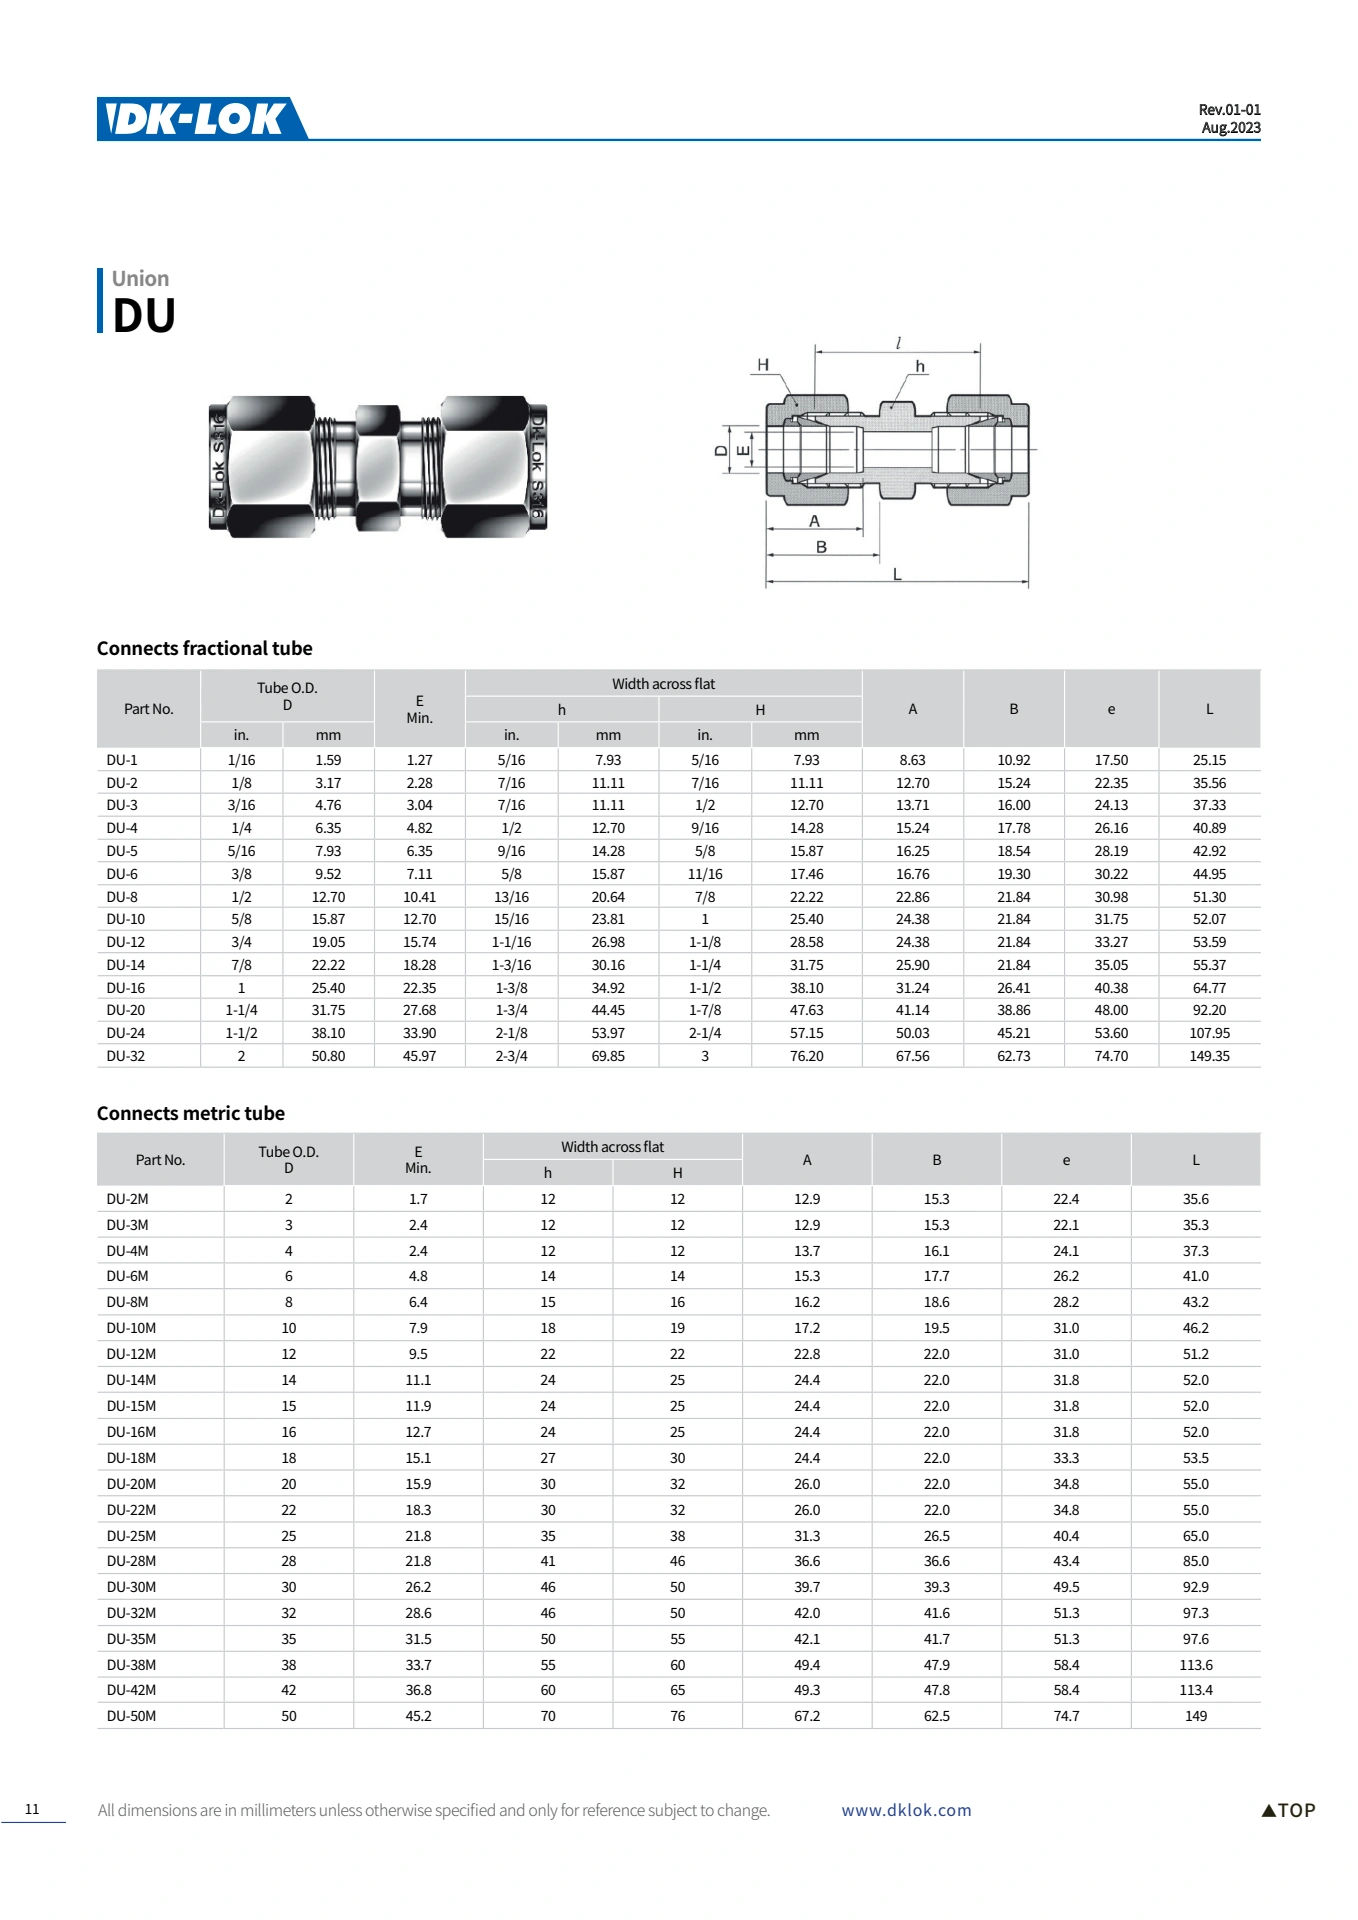 DK-LOK
Rev.01-01
Aug.2023
Union
DU
DK-Lok S316
DK-Lok S316
l
H
h
D
E
A
B
L
Connects fractional tube
Part No. Tube O.D. D E Min. Width across flat A B e L
h H
in. mm in. mm in. mm
DU-1 1/16 1.59 1.27 5/16 7.93 5/16 7.93 8.63 10.92 17.50 25.15
DU-2 1/8 3.17 2.28 7/16 11.11 7/16 11.11 12.70 15.24 22.35 35.56
DU-3 3/16 4.76 3.04 7/16 11.11 1/2 12.70 13.71 16.00 24.13 37.33
DU-4 1/4 6.35 4.82 1/2 12.70 9/16 14.28 15.24 17.78 26.16 40.89
DU-5 5/16 7.93 6.35 9/16 14.28 5/8 15.87 16.25 18.54 28.19 42.92
DU-6 3/8 9.52 7.11 5/8 15.87 11/16 17.46 16.76 19.30 30.22 44.95
DU-8 1/2 12.70 10.41 13/16 20.64 7/8 22.22 22.86 21.84 30.98 51.30
DU-10 5/8 15.87 12.70 15/16 23.81 1 25.40 24.38 21.84 31.75 52.07
DU-12 3/4 19.05 15.74 1-1/16 26.98 1-1/8 28.58 24.38 21.84 33.27 53.59
DU-14 7/8 22.22 18.28 1-3/16 30.16 1-1/4 31.75 25.90 21.84 35.05 55.37
DU-16 1 25.40 22.35 1-3/8 34.92 1-1/2 38.10 31.24 26.41 40.38 64.77
DU-20 1-1/4 31.75 27.68 1-3/4 44.45 1-7/8 47.63 41.14 38.86 48.00 92.20
DU-24 1-1/2 38.10 33.90 2-1/8 53.97 2-1/4 57.15 50.03 45.21 53.60 107.95
DU-32 2 50.80 45.97 2-3/4 69.85 3 76.20 67.56 62.73 74.70 149.35
Connects metric tube
Part No. Tube O.D. D E Min. Width across flat A B e L
h H
DU-2M 2 1.7 12 12 12.9 15.3 22.4 35.6
DU-3M 3 2.4 12 12 12.9 15.3 22.1 35.3
DU-4M 4 2.4 12 12 13.7 16.1 24.1 37.3
DU-6M 6 4.8 14 14 15.3 17.7 26.2 41.0
DU-8M 8 6.4 15 16 16.2 18.6 28.2 43.2
DU-10M 10 7.9 18 19 17.2 19.5 31.0 46.2
DU-12M 12 9.5 22 22 22.8 22.0 31.0 51.2
DU-14M 14 11.1 24 25 24.4 22.0 31.8 52.0
DU-15M 15 11.9 24 25 24.4 22.0 31.8 52.0
DU-16M 16 12.7 24 25 24.4 22.0 31.8 52.0
DU-18M 18 15.1 27 30 24.4 22.0 33.3 53.5
DU-20M 20 15.9 30 32 26.0 22.0 34.8 55.0
DU-22M 22 18.3 30 32 26.0 22.0 34.8 55.0
DU-25M 25 21.8 35 38 31.3 26.5 40.4 65.0
DU-28M 28 21.8 41 46 36.6 36.6 43.4 85.0
DU-30M 30 26.2 46 50 39.7 39.3 49.5 92.9
DU-32M 32 28.6 46 50 42.0 41.6 51.3 97.3
DU-35M 35 31.5 50 55 42.1 41.7 51.3 97.6
DU-38M 38 33.7 55 60 49.4 47.9 58.4 113.6
DU-42M 42 36.8 60 65 49.3 47.8 58.4 113.4
DU-50M 50 45.2 70 76 67.2 62.5 74.7 149
11 All dimensions are in millimeters unless otherwise specified and only for reference subject to change. www.dklok.com ▲TOP